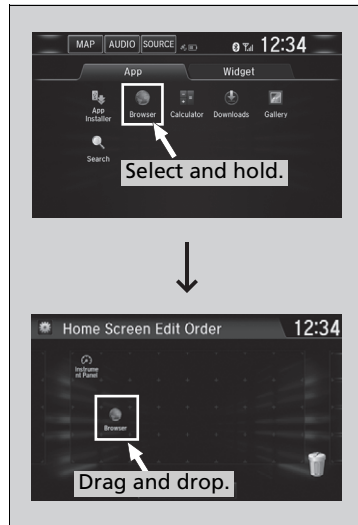 MAP AUDIO SOURCE 12:34
App Widget
App
Installer
Browser Calculator Downloads Gallery
Search
Select and hold.
Home Screen Edit Order 12:34
Instrume
nt Panel
Browser
Drag and drop.